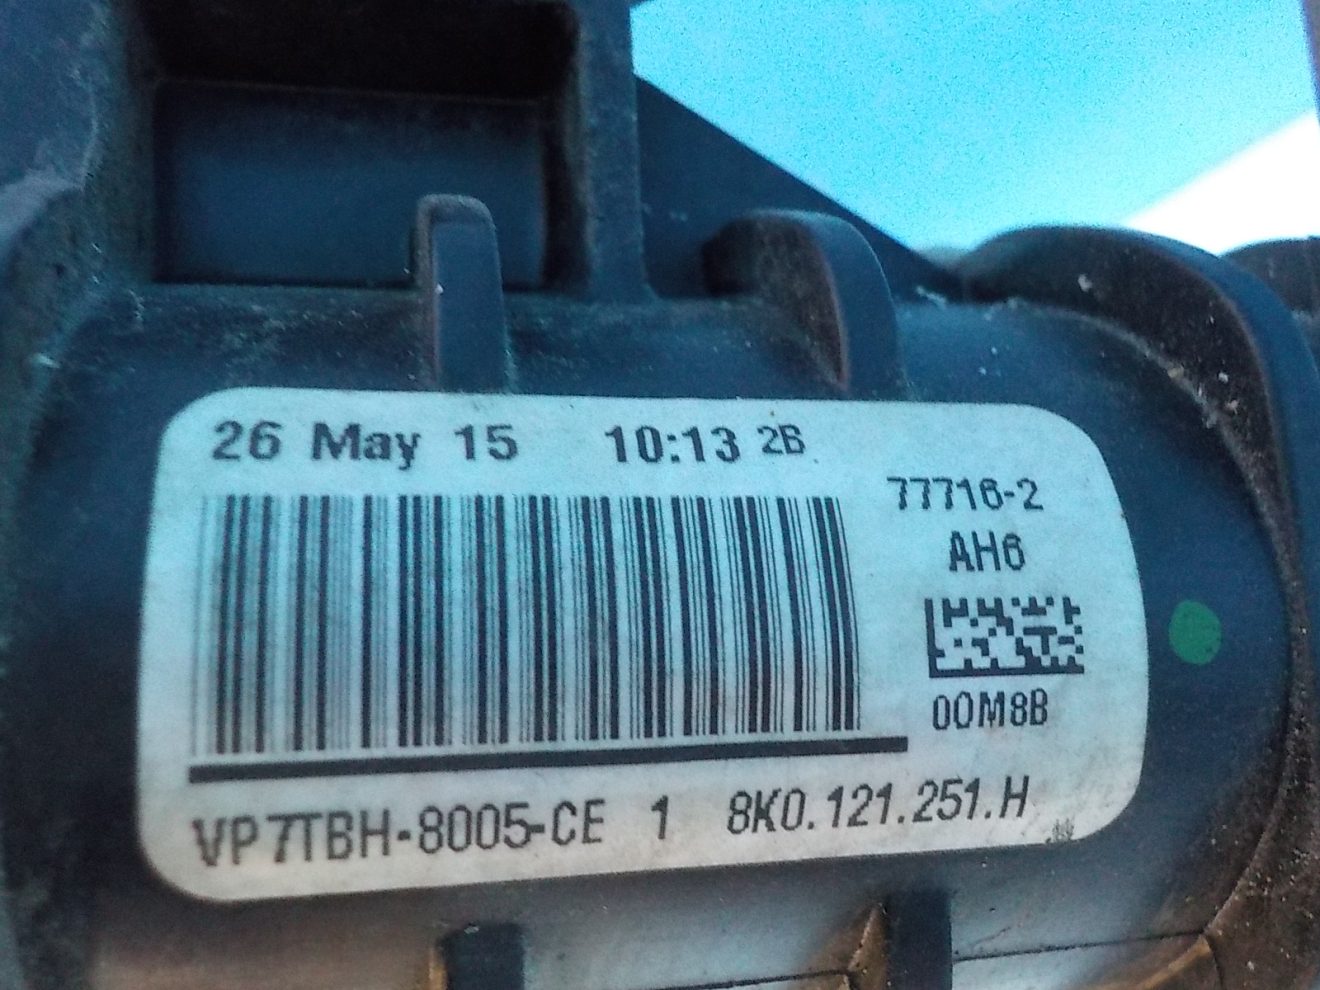 26 May 15 10:13 2B
77716-2
AH6
00M8B
VP7TBH-8005-CE 1 8K0.121.251.H